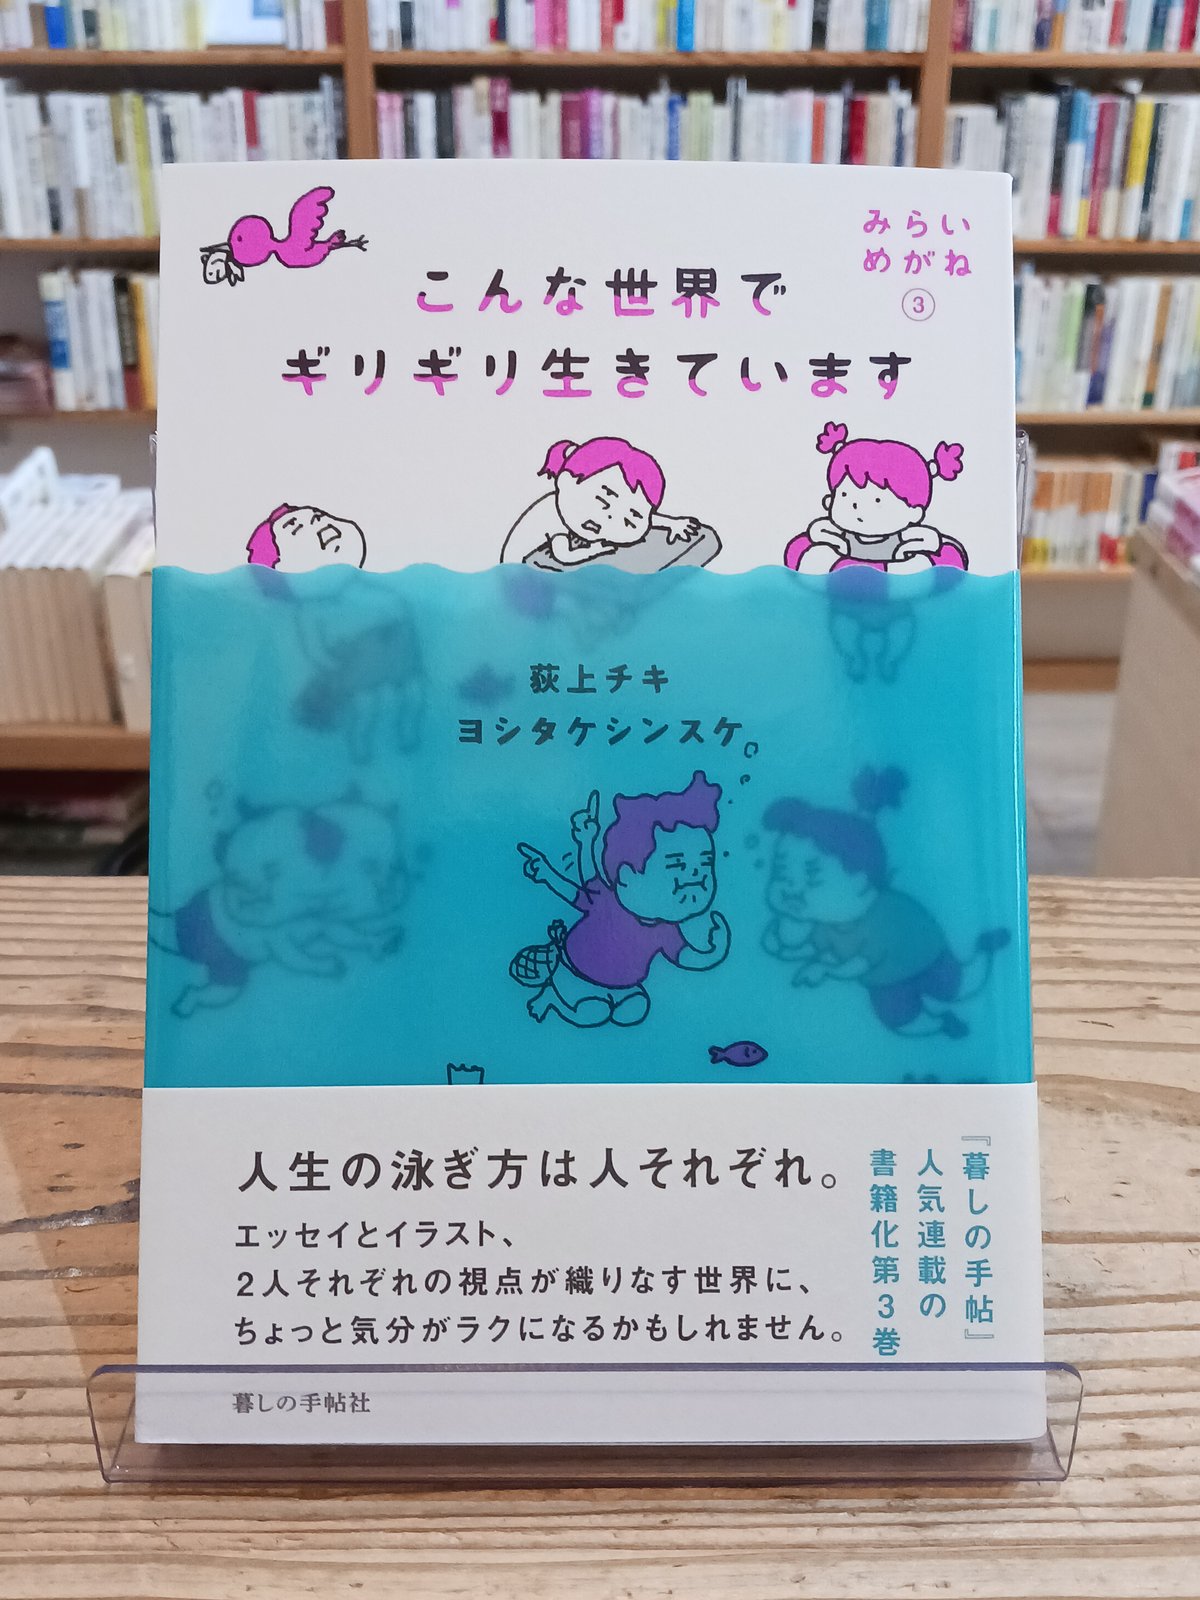 みらい
めがね
③
こんな世界で
ギリギリ生きています
荻上チキ
ヨシタケシンスケ
人生の泳ぎ方は人それぞれ。
エッセイとイラスト、
2人それぞれの視点が織りなす世界に、
ちょっと気分がラクになるかもしれません。
『暮しの手帖』
人気連載の
書籍化第3巻
暮しの手帖社